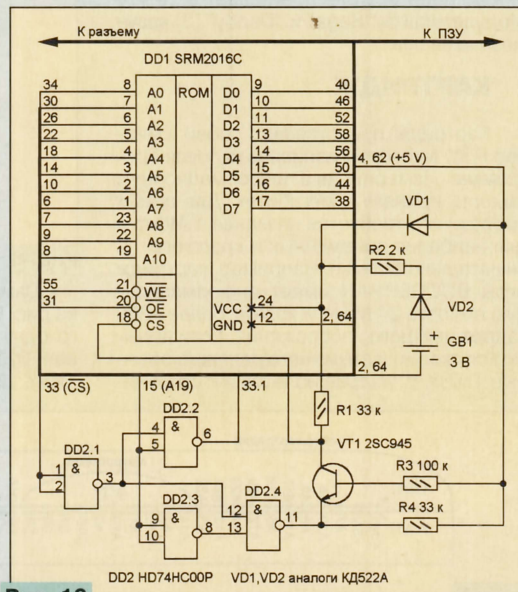 К разъему
К ПЗУ
DD1 SRM2016C
34 8 A0 ROM D0 9 40
30 7 A1 D1 10 46
26 6 A2 D2 11 52
22 5 A3 D3 13 58
18 4 A4 D4 14 56
14 3 A5 D5 15 50
10 2 A6 D6 16 44
6 1 A7 D7 17 38
7 23 A8
9 22 A9
8 19 A10
4, 62 (+5 V)
VD1
R2 2 к
VD2
55 21 WE
31 20 OE
18 CS
VCC 24
GND 12
2, 64
GB1
+
3 В
2, 64
33 (CS)
15 (A19)
33.1
R1 33 к
DD2.2
4 & 6
5
VT1 2SC945
DD2.1
1 & 3
2
R3 100 к
DD2.3
9 & 8
10
DD2.4
12 & 11
13
R4 33 к
DD2 HD74HC00P
VD1,VD2 аналоги КД522А